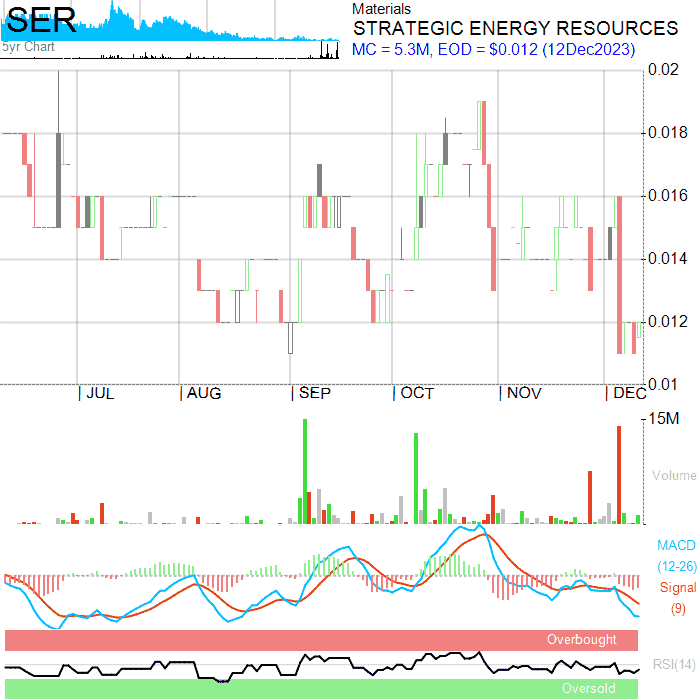 SER
Materials
STRATEGIC ENERGY RESOURCES
5yr Chart
MC = 5.3M, EOD = $0.012 (12Dec2023)
0.02
0.018
0.016
0.014
0.012
0.01
| JUL | AUG | SEP | OCT | NOV | DEC
15M
Volume
MACD
(12-26)
Signal
(9)
Overbought
RSI(14)
Oversold